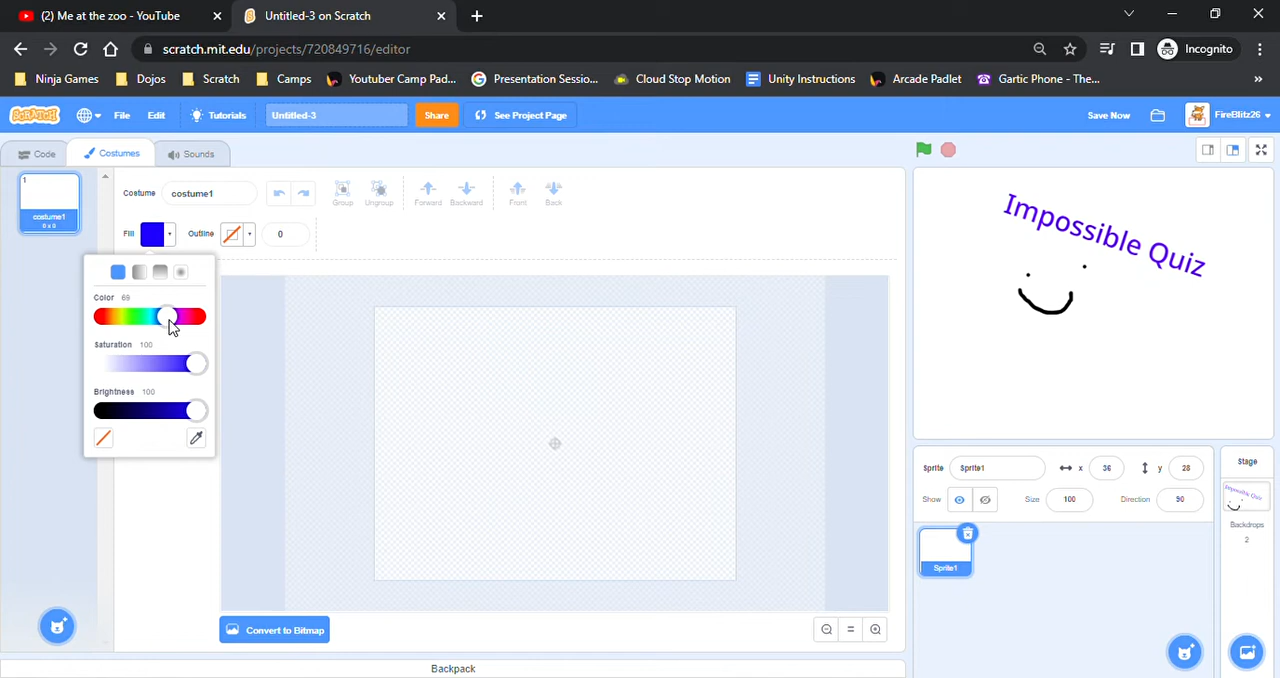 (2) Me at the zoo - YouTube
Untitled-3 on Scratch
scratch.mit.edu/projects/720849716/editor
Incognito
Ninja Games
Dojos
Scratch
Camps
Youtuber Camp Pad...
Presentation Sessio...
Cloud Stop Motion
Unity Instructions
Arcade Padlet
Gartic Phone - The...
SCRATCH
File
Edit
Tutorials
Untitled-3
Share
See Project Page
Save Now
FireBlitz26
Code
Costumes
Sounds
1
costume1
0 x 0
Costume
costume1
Group
Ungroup
Forward
Backward
Front
Back
Fill
Outline
0
Color 69
Saturation 100
Brightness 100
Convert to Bitmap
Backpack
Impossible Quiz
Sprite
Sprite1
x
36
y
28
Show
Size
100
Direction
90
Sprite1
Stage
Impossible Quiz
Backdrops
2